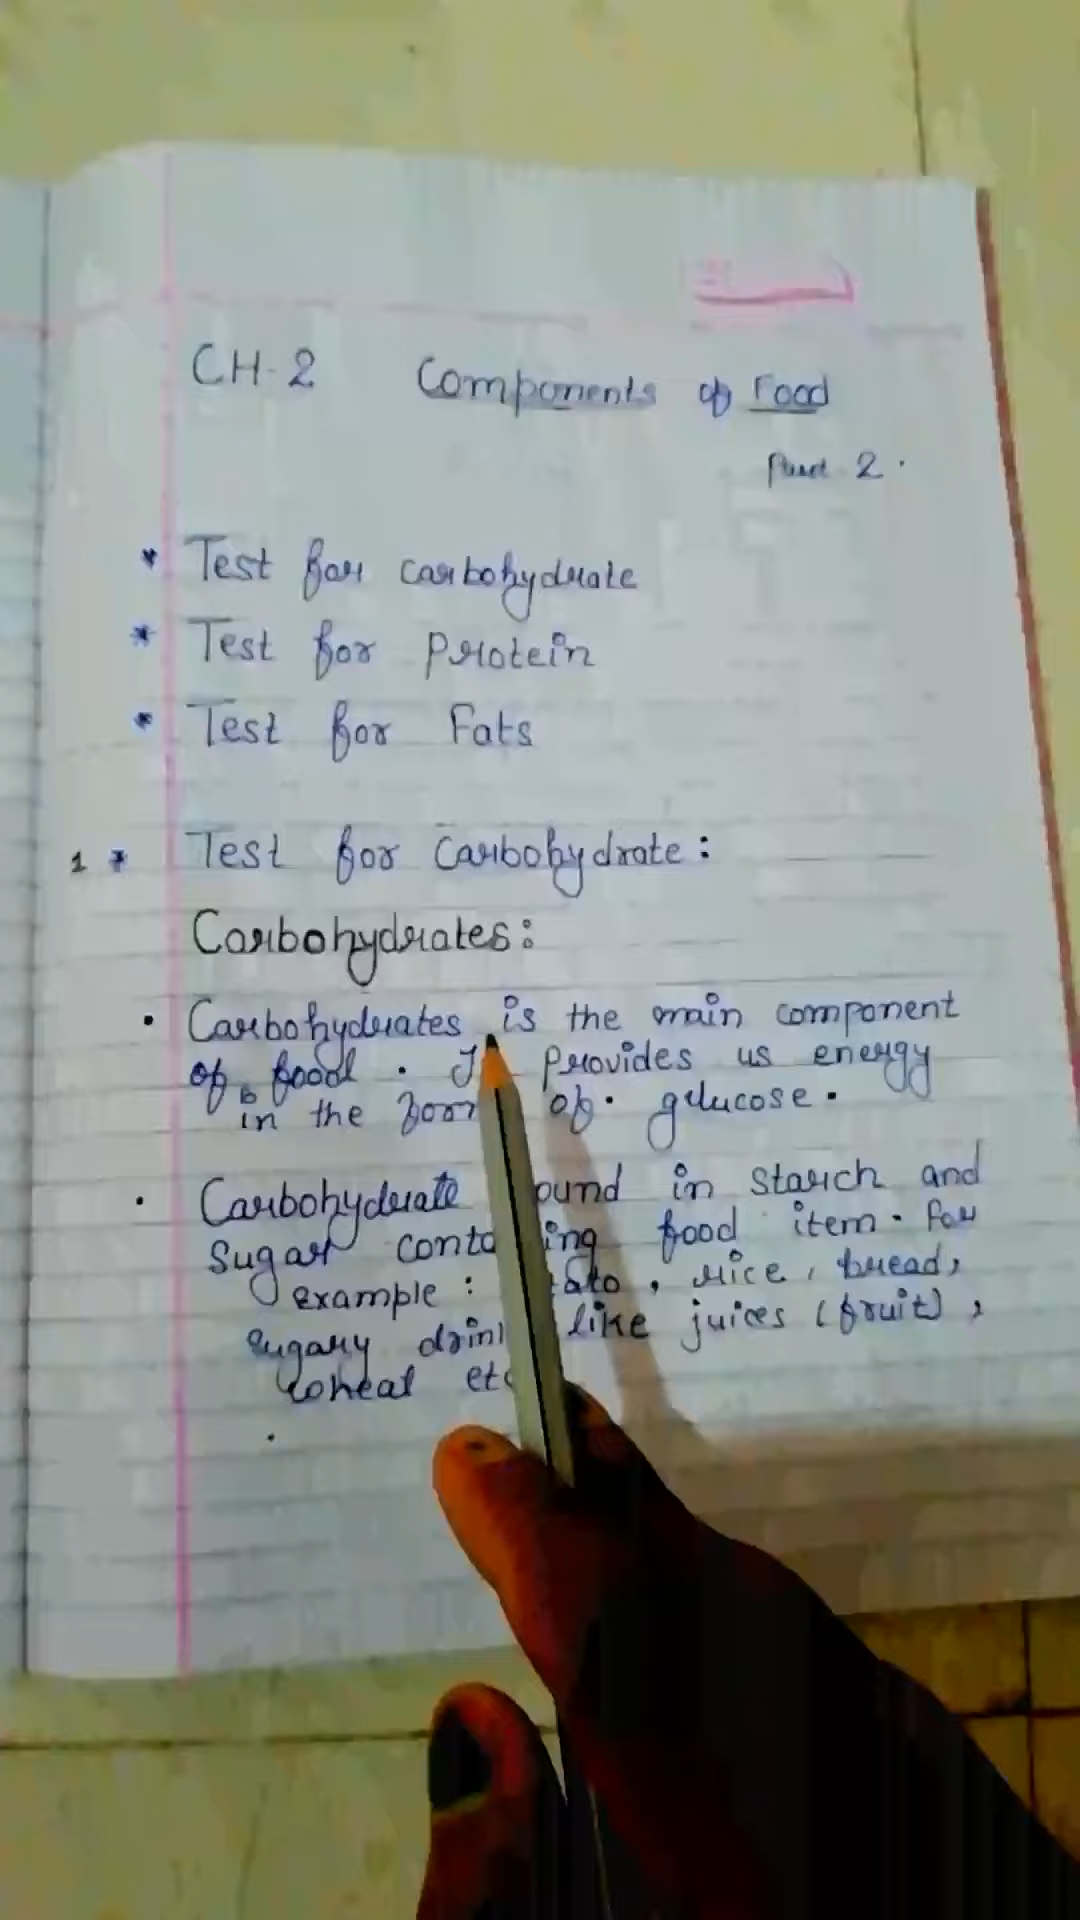 CH-2 Components of Food
Part 2.
* Test for carbohydrate
* Test for Protein
* Test for Fats
1 * Test for Carbohydrate:
Carbohydrates:
• Carbohydrates is the main component
of food. It provides us energy
in the form of. glucose.
• Carbohydrate found in starch and
Sugar containing food item. For
example: rice, bread,
sugary drink like juices (fruit),
wheat etc